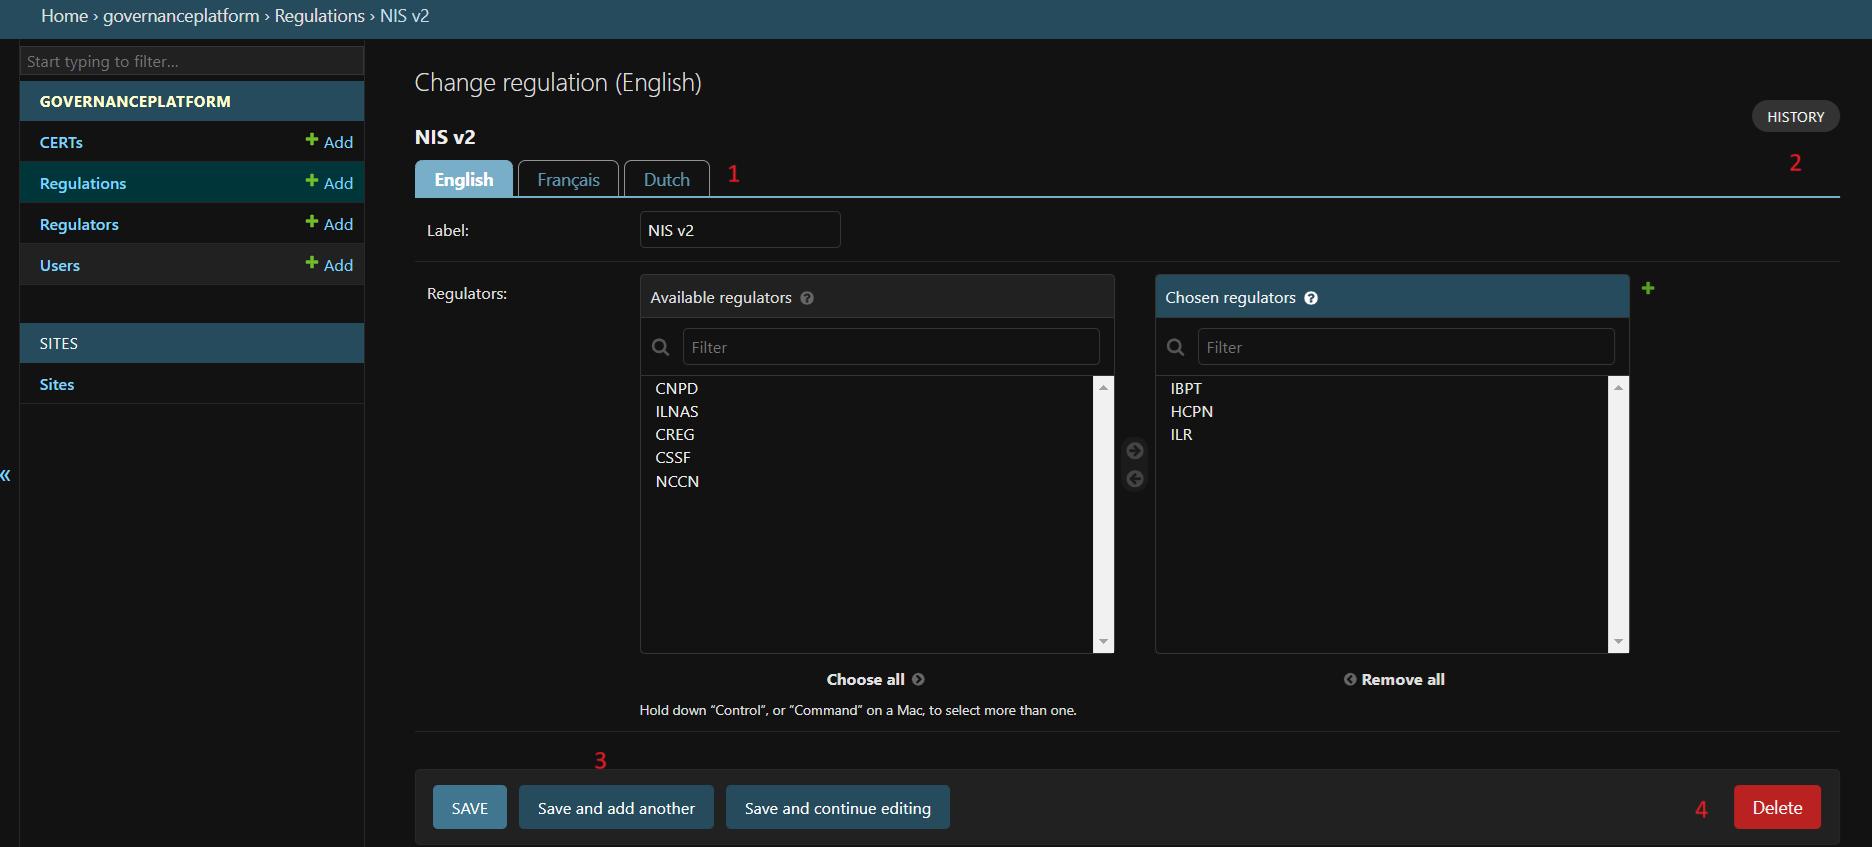 Home › governanceplatform › Regulations › NIS v2
Start typing to filter...
GOVERNANCEPLATFORM
CERTs
Add
Regulations
Add
Regulators
Add
Users
Add
SITES
Sites
«
Change regulation (English)
HISTORY
2
NIS v2
English
Français
Dutch
1
Label:
NIS v2
Regulators:
Available regulators ?
Filter
CNPD
ILNAS
CREG
CSSF
NCCN
Choose all
Chosen regulators ?
Filter
IBPT
HCPN
ILR
Remove all
Hold down “Control”, or “Command” on a Mac, to select more than one.
3
SAVE
Save and add another
Save and continue editing
4
Delete